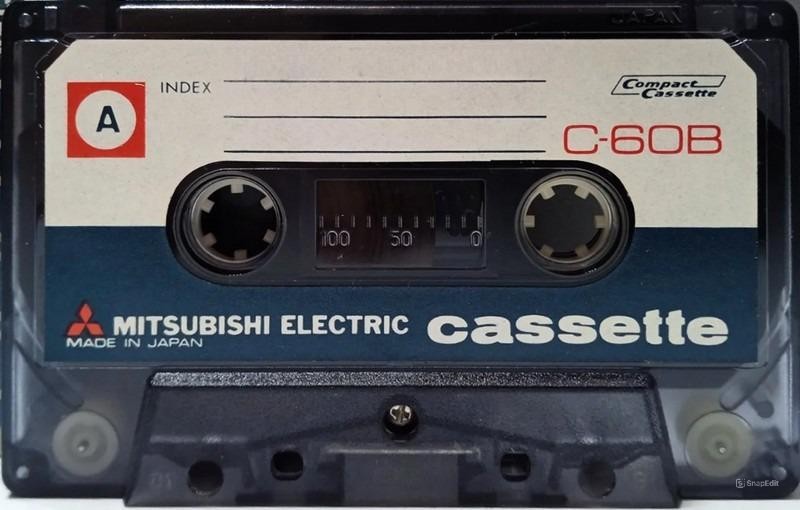 JAPAN
A
INDEX
Compact
Cassette
C-60B
100 50 0
MITSUBISHI ELECTRIC cassette
MADE IN JAPAN
SnapEdit